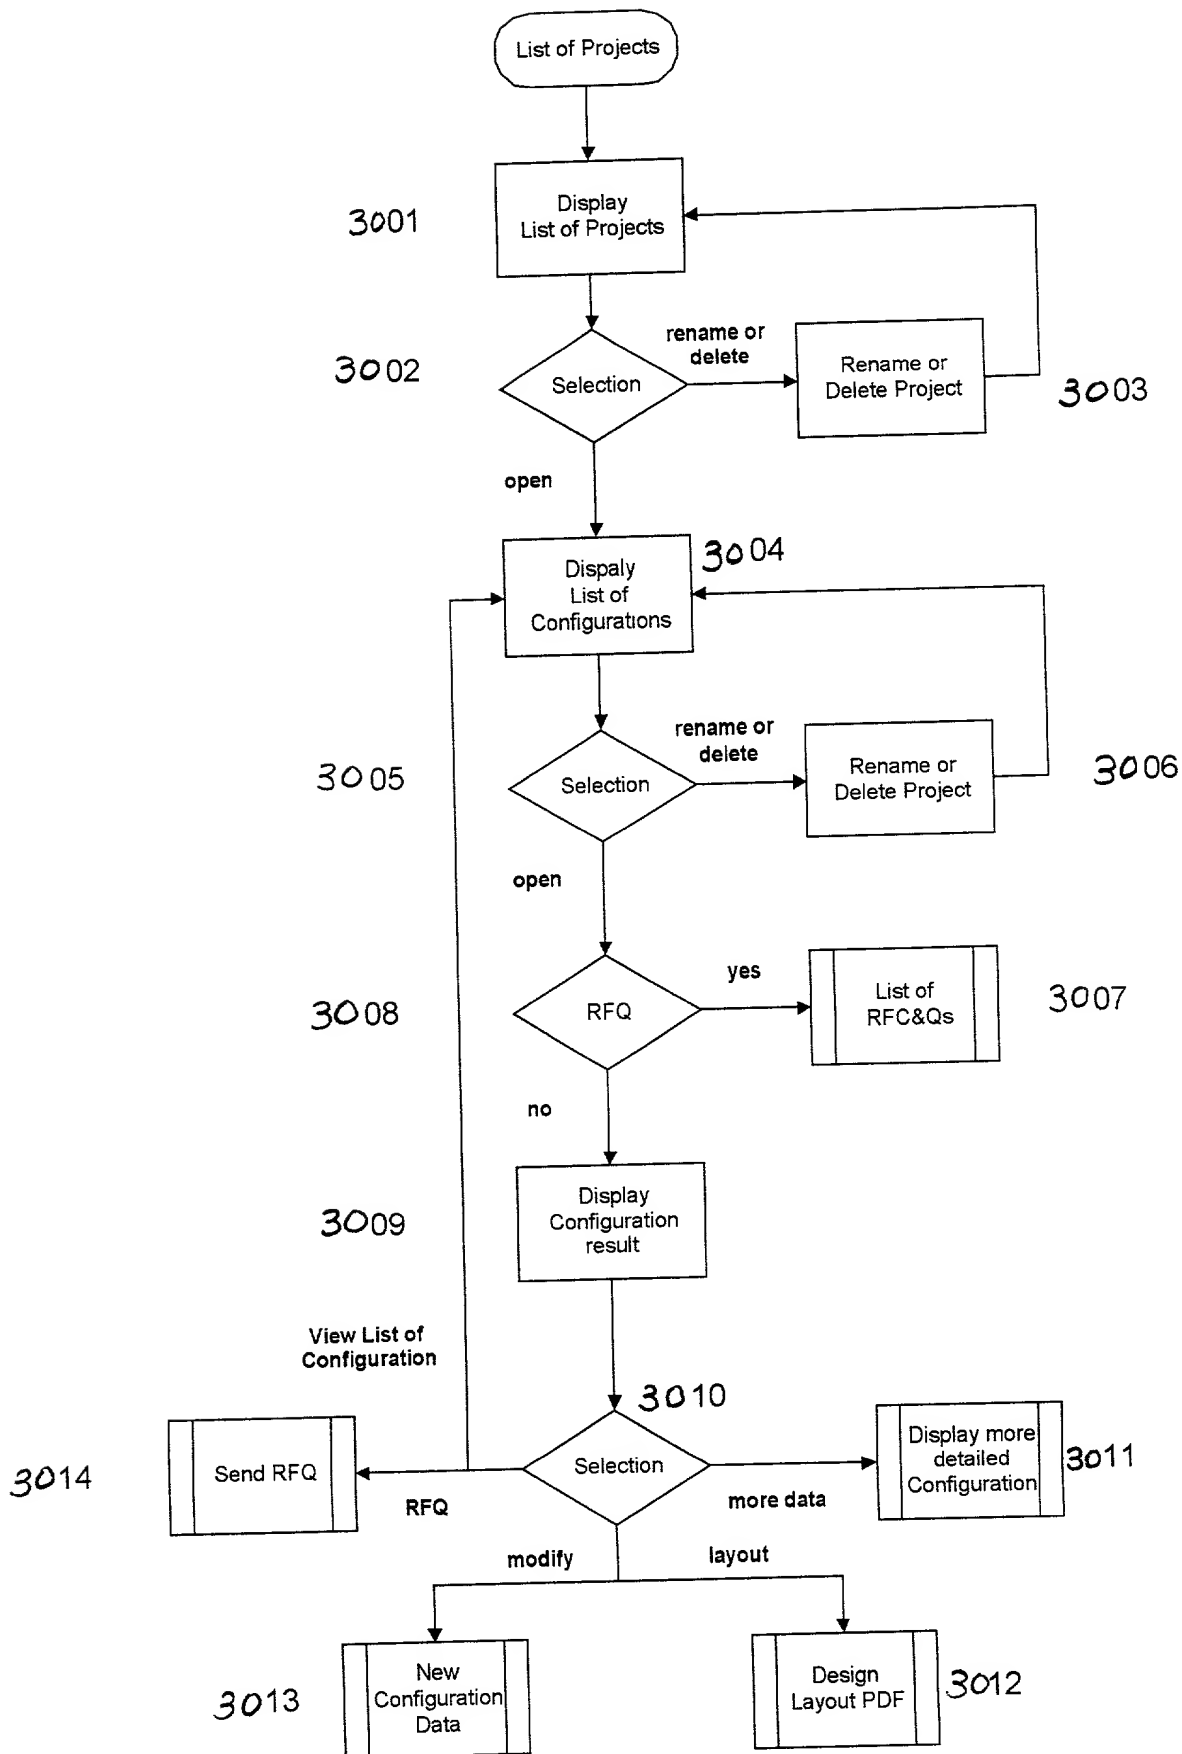 List of Projects
3001
Display
List of Projects
3002
Selection
rename or
delete
Rename or
Delete Project
3003
open
3004
Dispaly
List of
Configurations
3005
Selection
rename or
delete
Rename or
Delete Project
3006
open
3008
RFQ
yes
List of
RFC&Qs
3007
no
3009
Display
Configuration
result
View List of
Configuration
3010
3014
Send RFQ
RFQ
Selection
more data
Display more
detailed
Configuration
3011
modify
layout
3013
New
Configuration
Data
Design
Layout PDF
3012